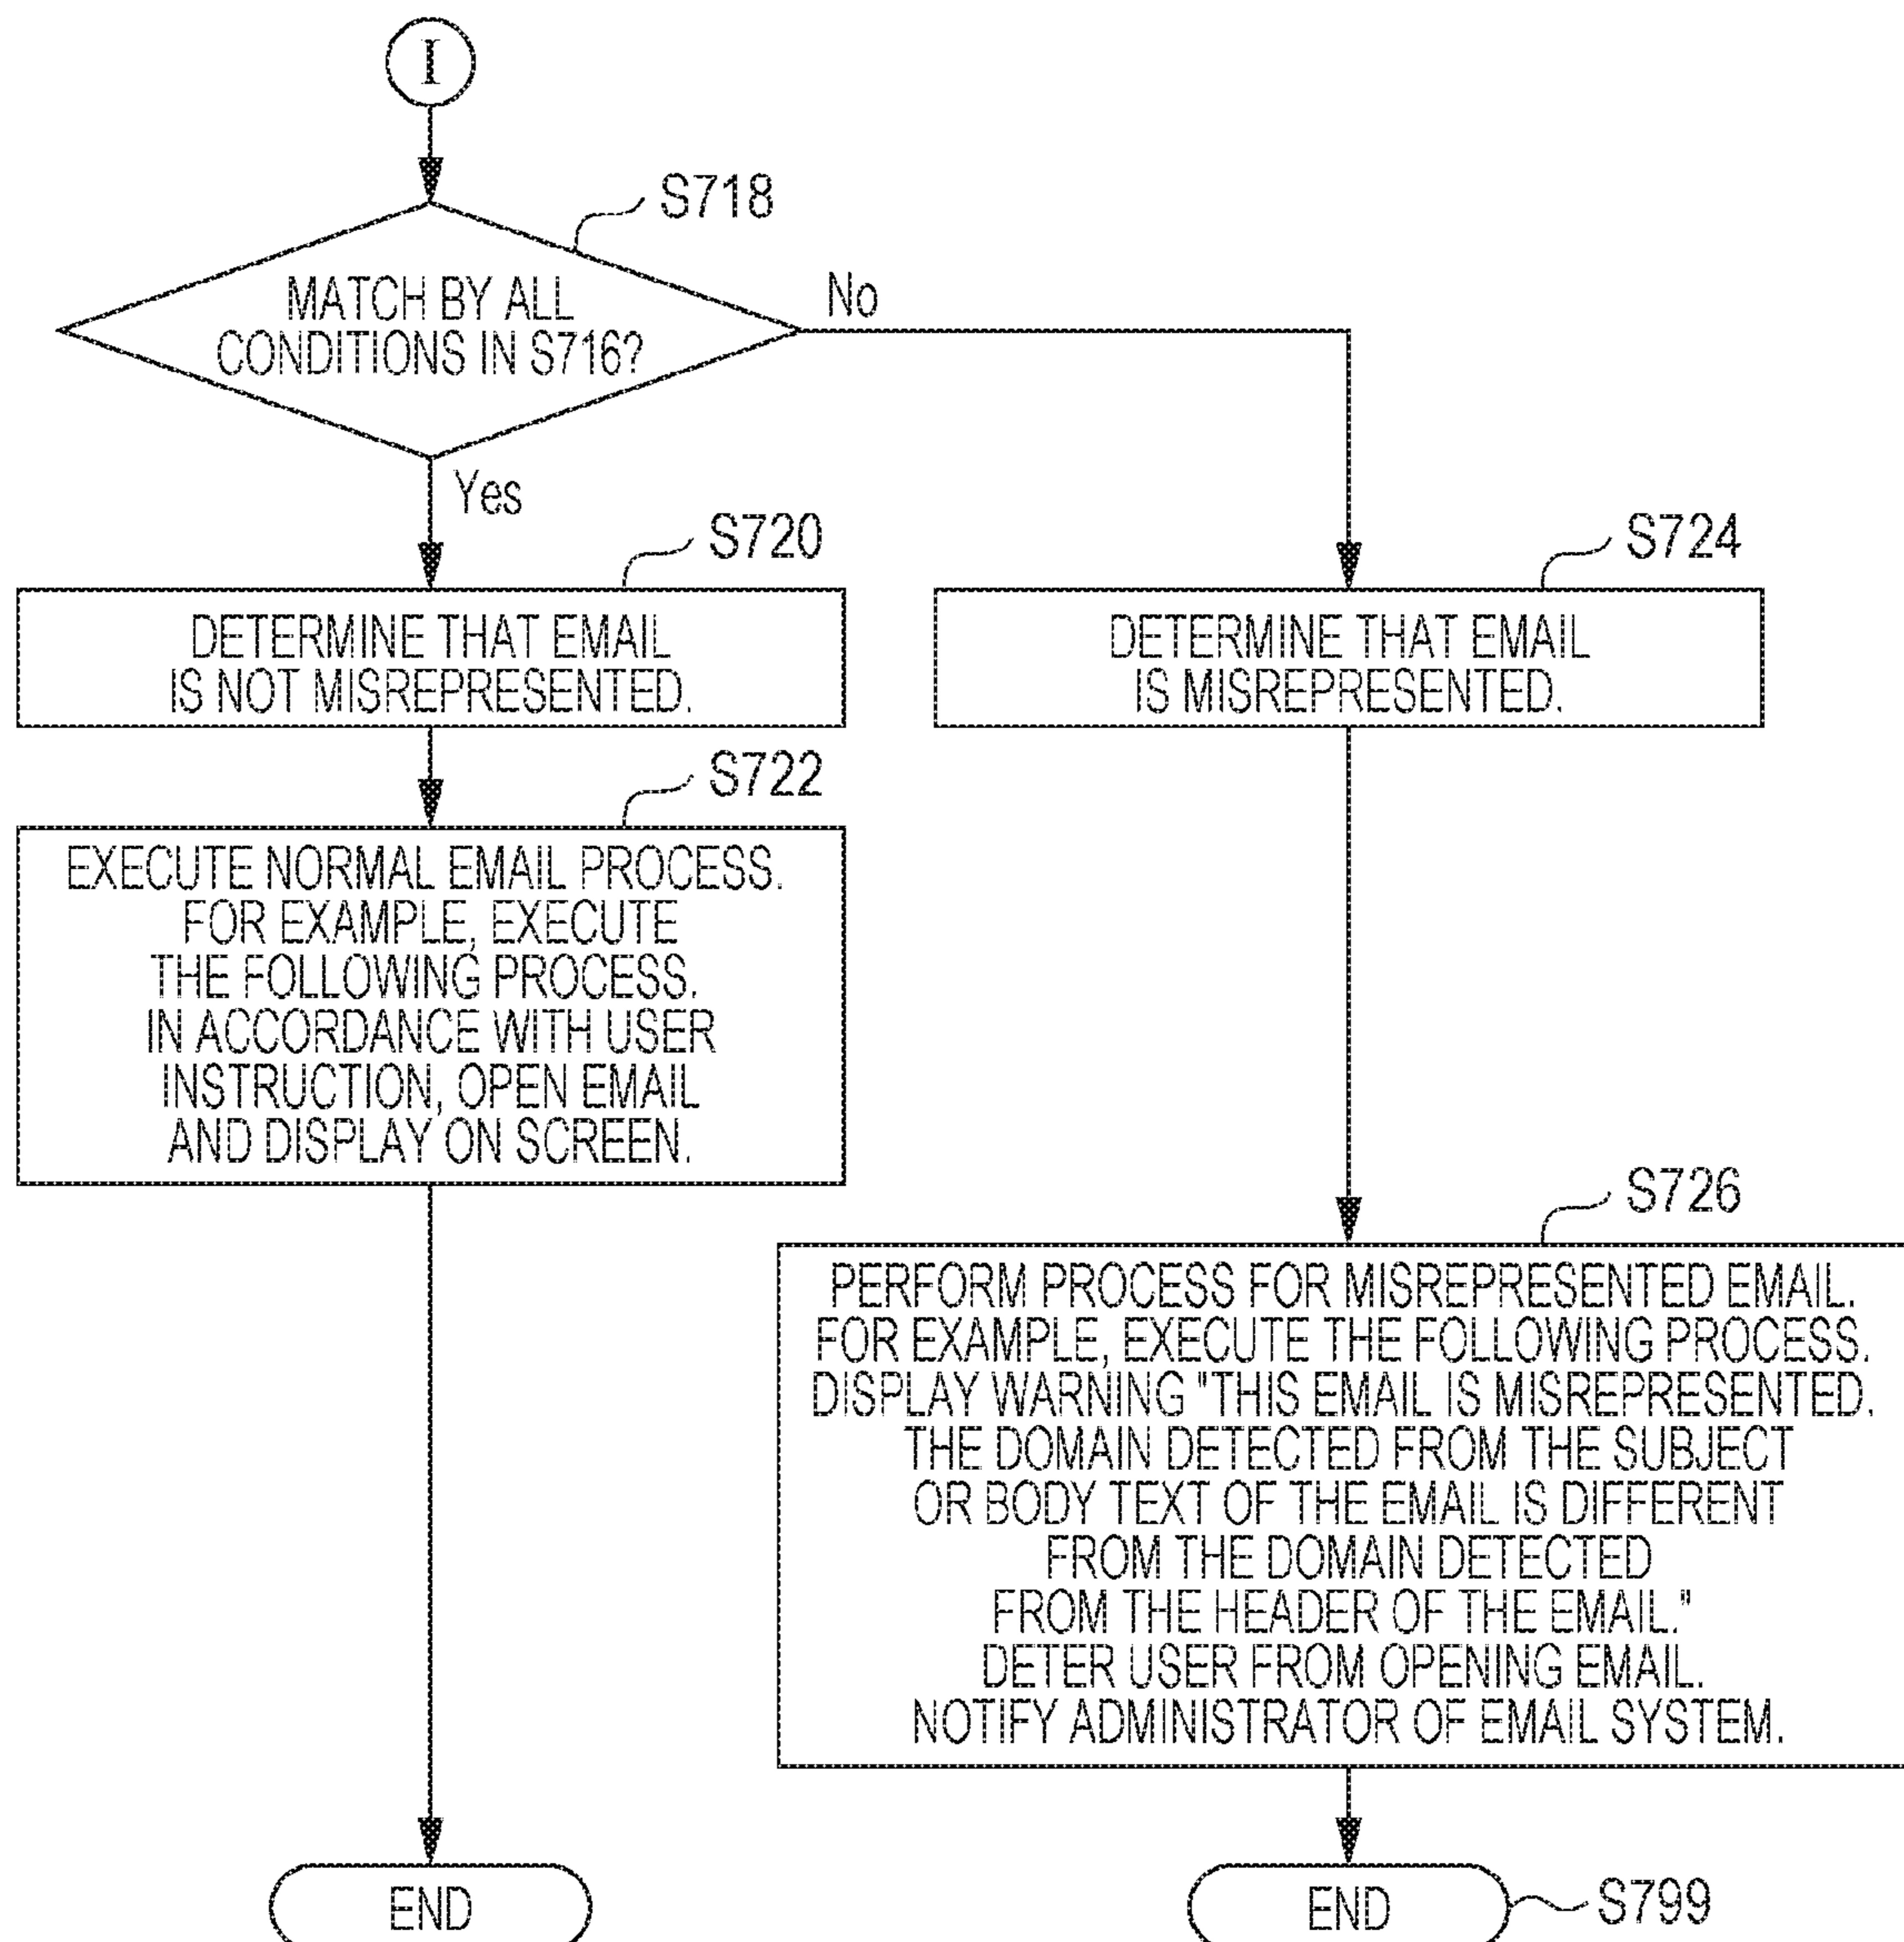 I
S718
MATCH BY ALL
CONDITIONS IN S716?
No
Yes
S720
DETERMINE THAT EMAIL
IS NOT MISREPRESENTED.
S724
DETERMINE THAT EMAIL
IS MISREPRESENTED.
S722
EXECUTE NORMAL EMAIL PROCESS.
FOR EXAMPLE, EXECUTE
THE FOLLOWING PROCESS.
IN ACCORDANCE WITH USER
INSTRUCTION, OPEN EMAIL
AND DISPLAY ON SCREEN.
S726
PERFORM PROCESS FOR MISREPRESENTED EMAIL.
FOR EXAMPLE, EXECUTE THE FOLLOWING PROCESS.
DISPLAY WARNING "THIS EMAIL IS MISREPRESENTED.
THE DOMAIN DETECTED FROM THE SUBJECT
OR BODY TEXT OF THE EMAIL IS DIFFERENT
FROM THE DOMAIN DETECTED
FROM THE HEADER OF THE EMAIL."
DETER USER FROM OPENING EMAIL.
NOTIFY ADMINISTRATOR OF EMAIL SYSTEM.
END
END
S799